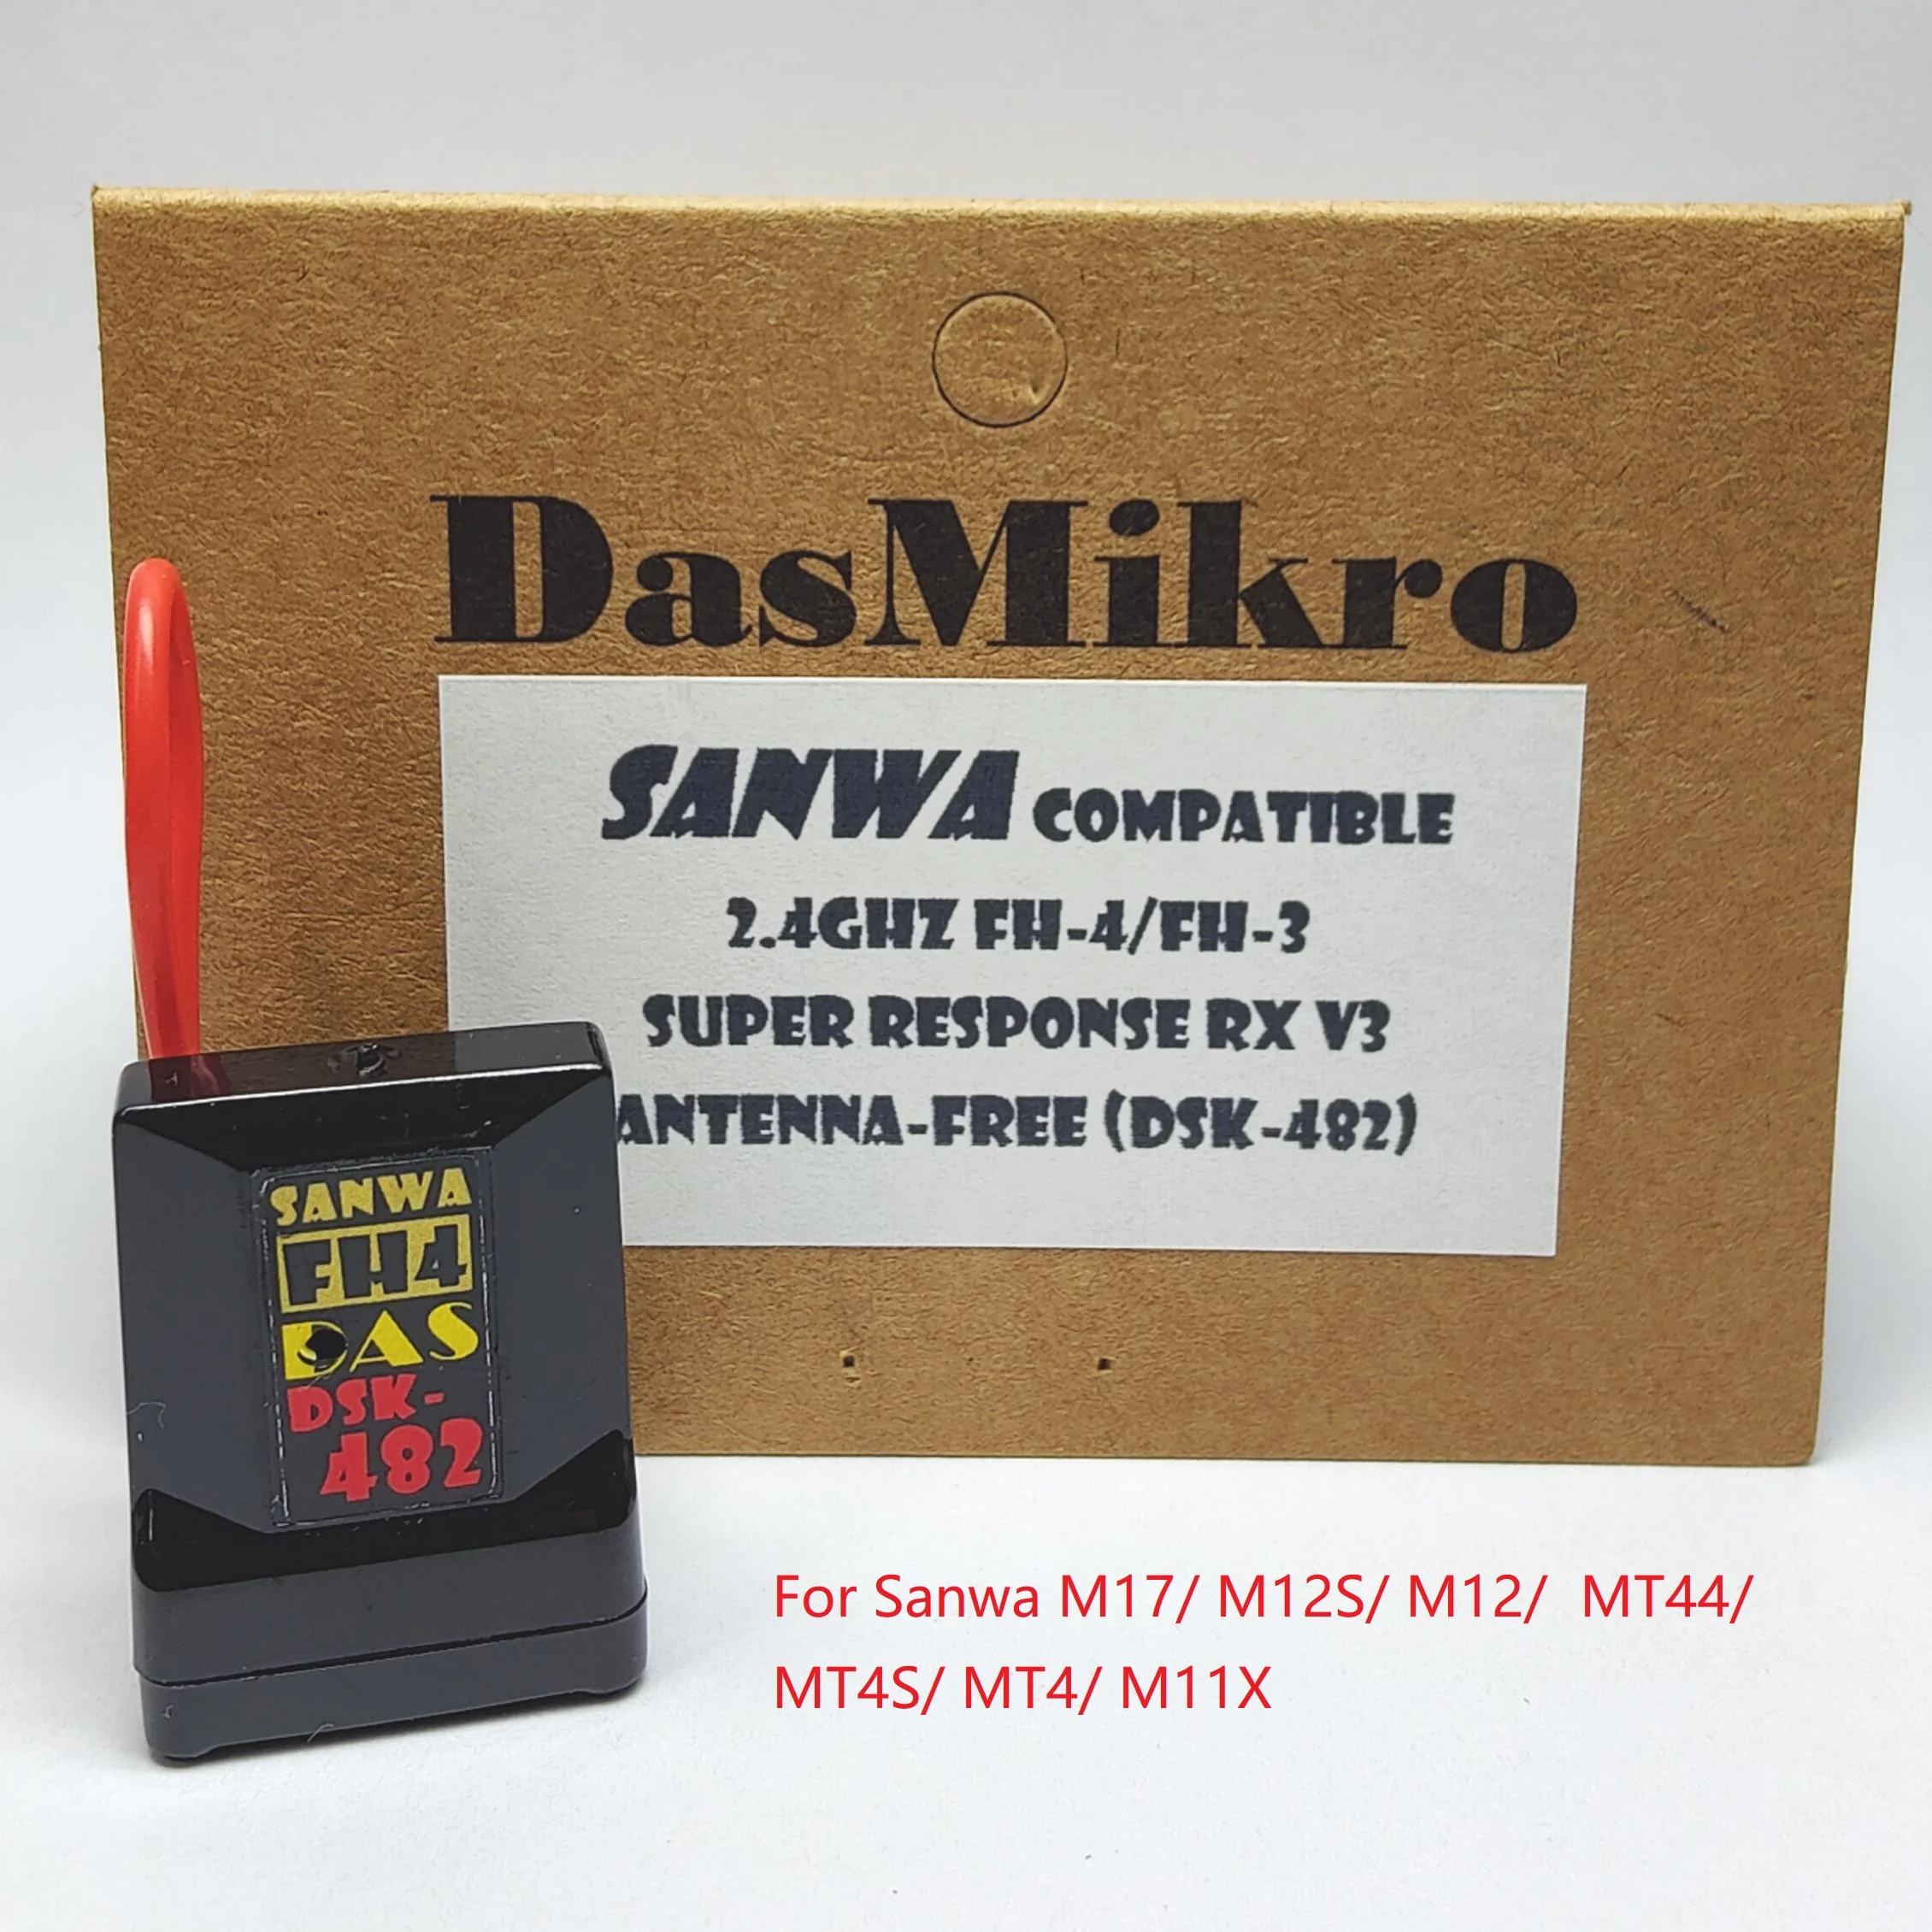 DasMikro
SANWA COMPATIBLE
2.4GHZ FH-4/FH-3
SUPER RESPONSE RX V3
ANTENNA-FREE (DSK-482)
SANWA
FH4
DAS
DSK-
482
For Sanwa M17/ M12S/ M12/ MT44/
MT4S/ MT4/ M11X